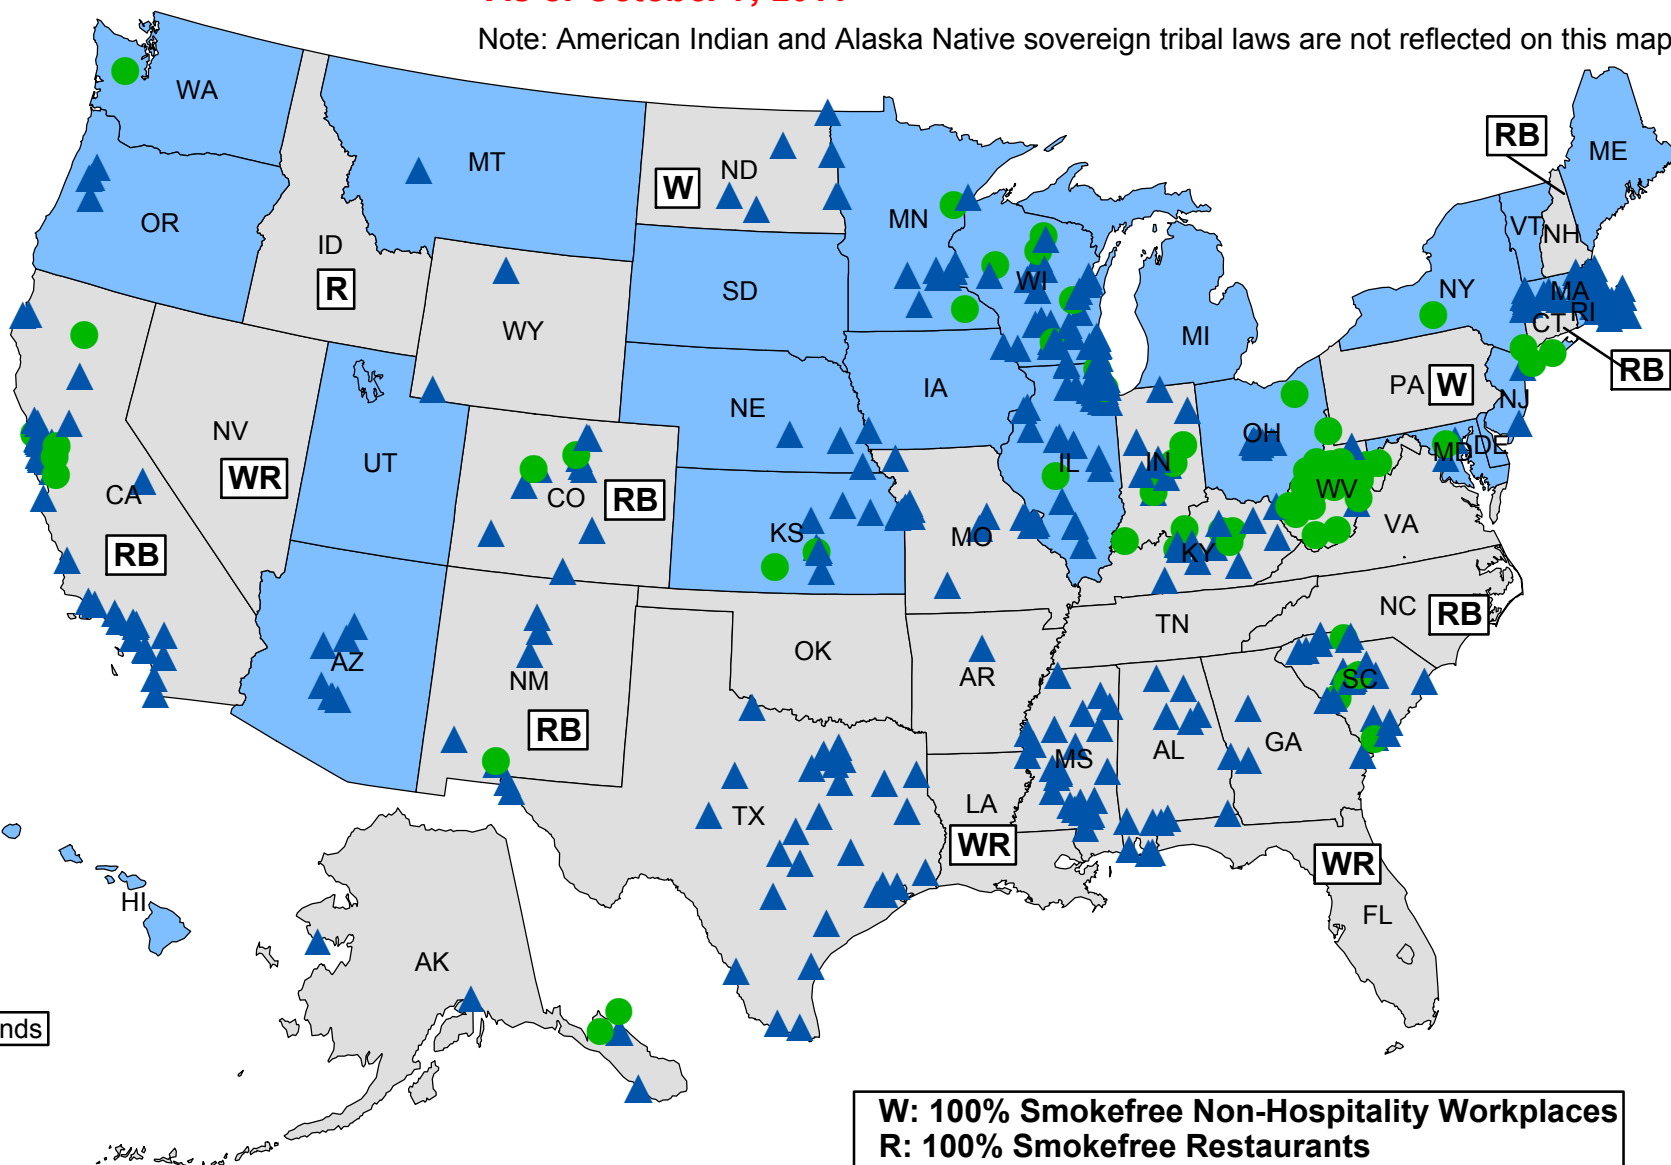 Note: American Indian and Alaska Native sovereign tribal laws are not reflected on this map
RB
WA
ME
MT
ND
W
MN
OR
VT
NH
ID
R
WI
SD
NY
MA
RI
CT
WY
MI
RB
IA
PA
W
NE
NJ
NV
OH
UT
IL
IN
MD
DE
WR
CA
CO
RB
WV
KS
MO
VA
RB
KY
NC
RB
TN
OK
AZ
AR
NM
SC
RB
MS
AL
GA
LA
TX
WR
WR
HI
FL
AK
nds
W: 100% Smokefree Non-Hospitality Workplaces
R: 100% Smokefree Restaurants